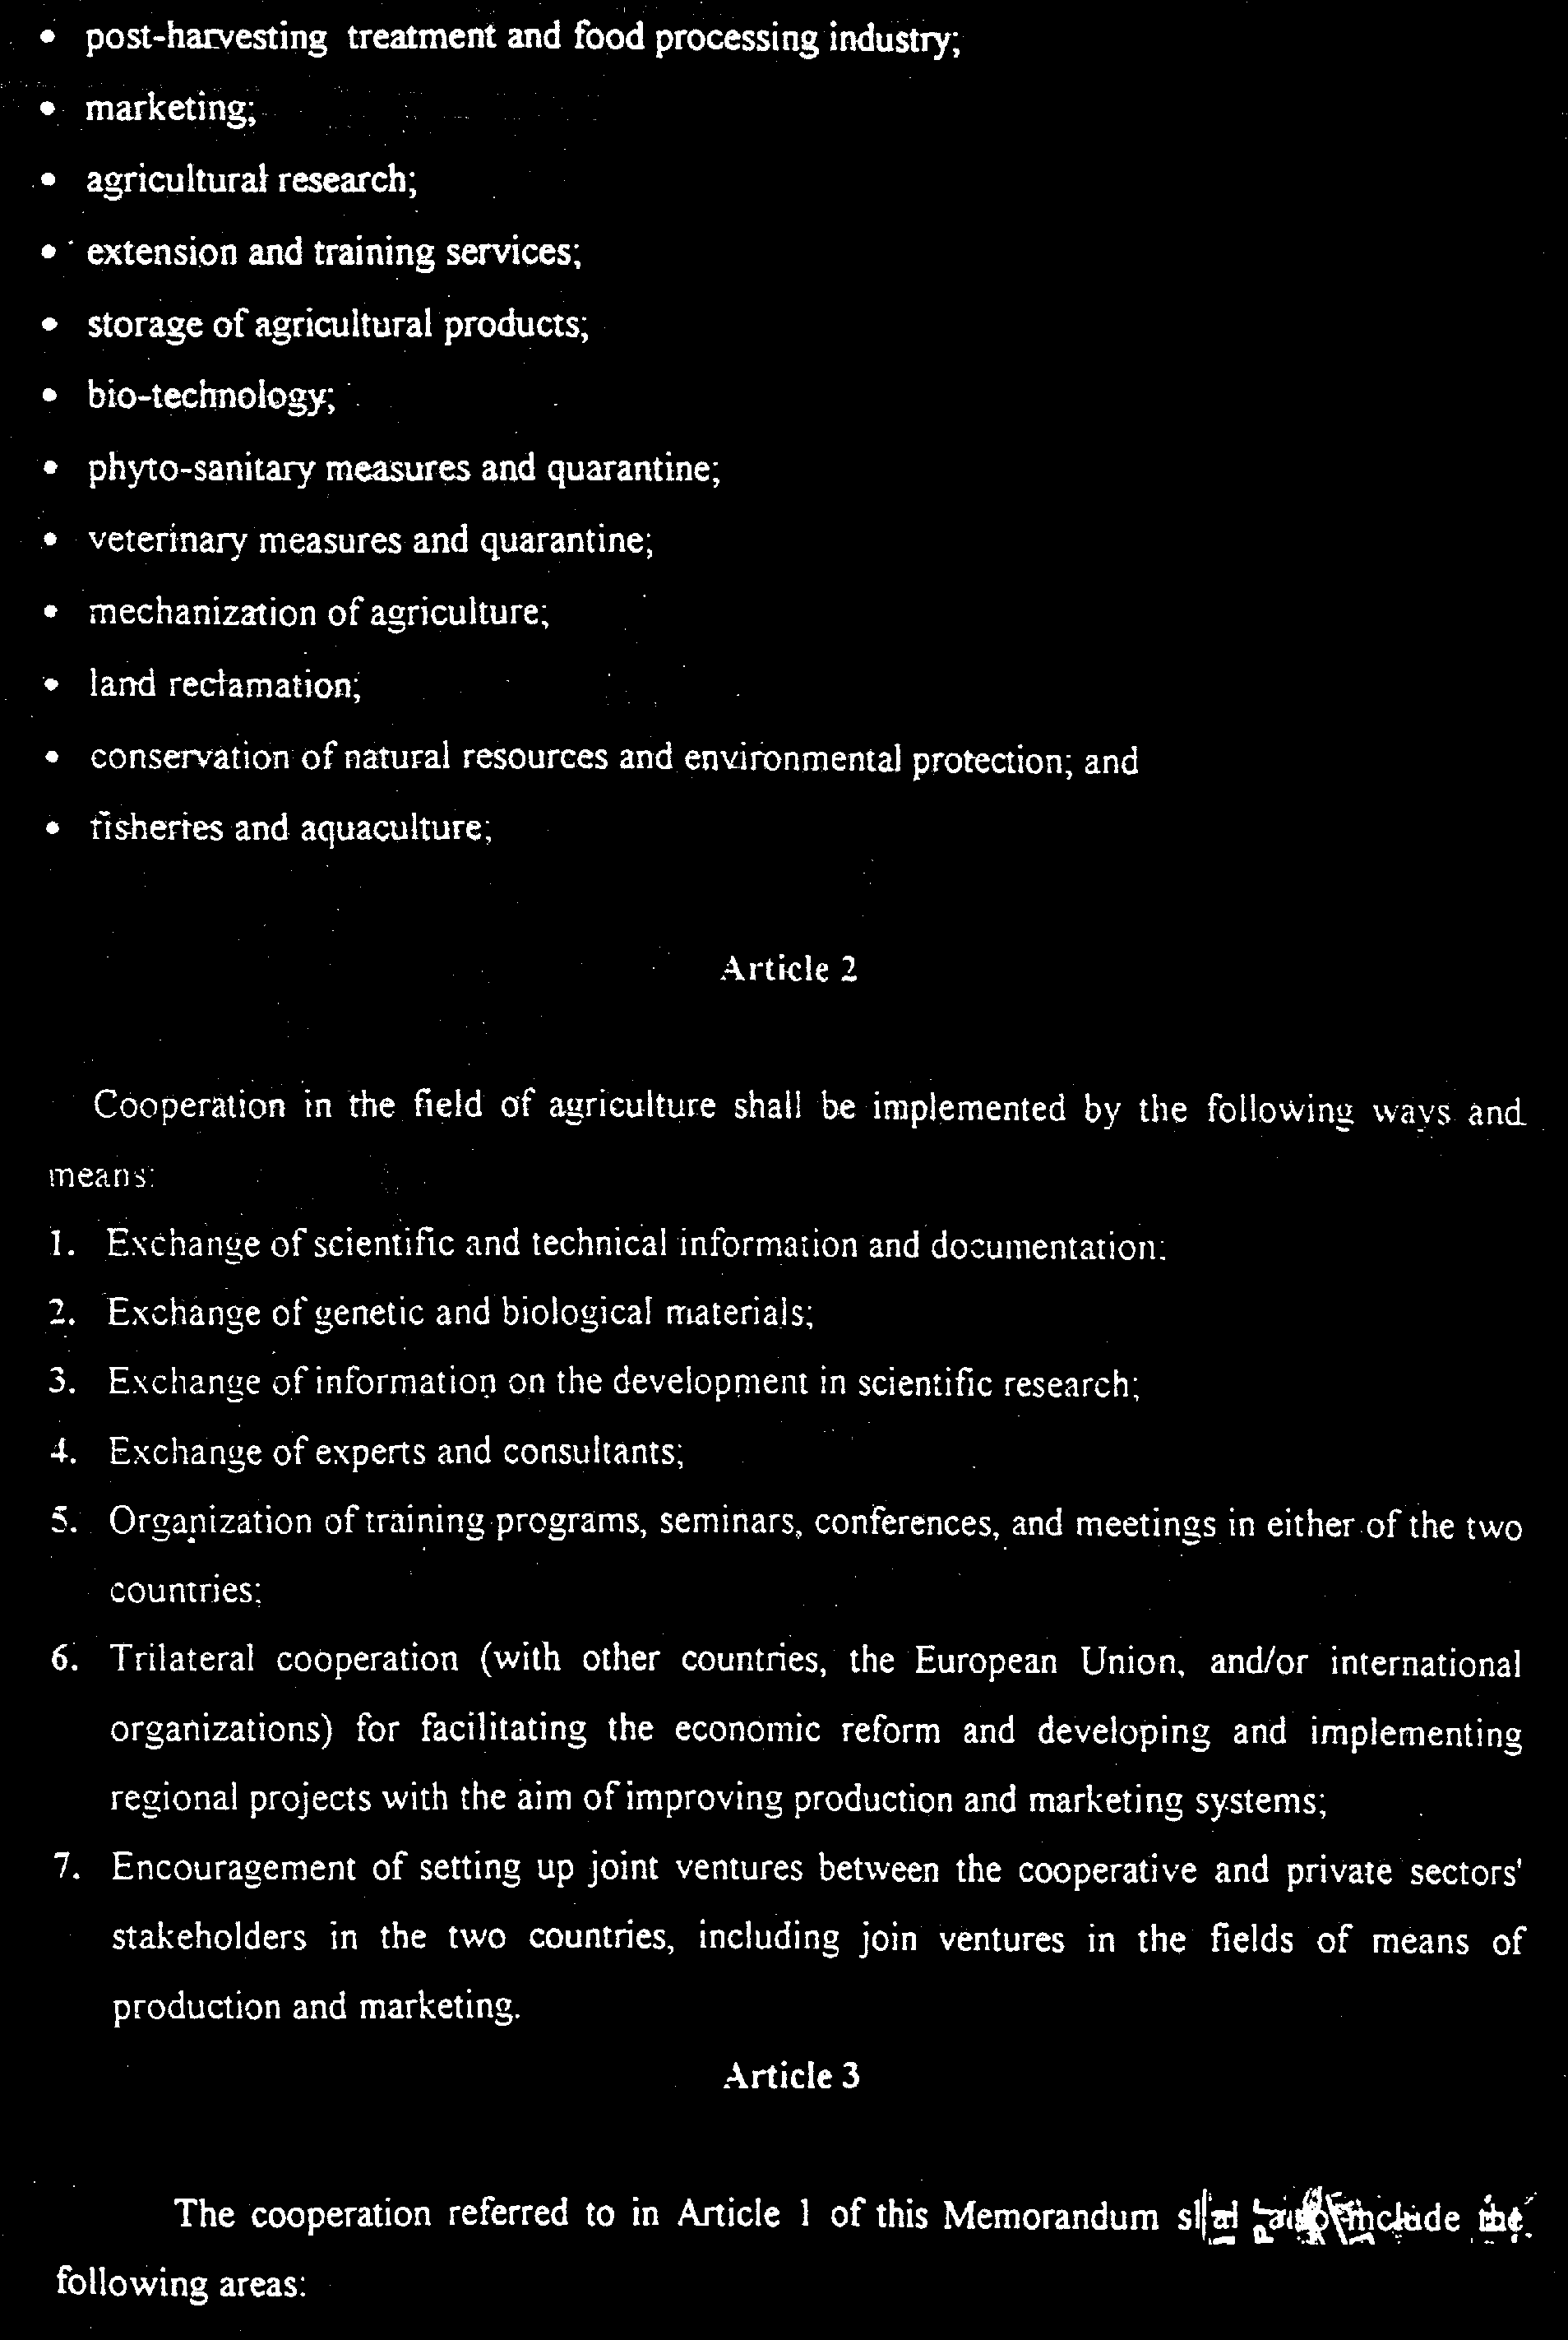 • post-harvesting treatment and food processing industry;
• marketing;
• agricultural research;
• extension and training services;
• storage of agricultural products;
• bio-technology;
• phyto-sanitary measures and quarantine;
• veterinary measures and quarantine;
• mechanization of agriculture;
• land reclamation;
• conservation of natural resources and environmental protection; and
• fisheries and aquaculture;
Article 2
Cooperation in the field of agriculture shall be implemented by the following ways and
means:
1. Exchange of scientific and technical information and documentation:
2. Exchange of genetic and biological materials;
3. Exchange of information on the development in scientific research;
4. Exchange of experts and consultants;
5. Organization of training programs, seminars, conferences, and meetings in either of the two
countries;
6. Trilateral cooperation (with other countries, the European Union, and/or international
organizations) for facilitating the economic reform and developing and implementing
regional projects with the aim of improving production and marketing systems;
7. Encouragement of setting up joint ventures between the cooperative and private sectors'
stakeholders in the two countries, including join ventures in the fields of means of
production and marketing.
Article 3
The cooperation referred to in Article 1 of this Memorandum include the
following areas: